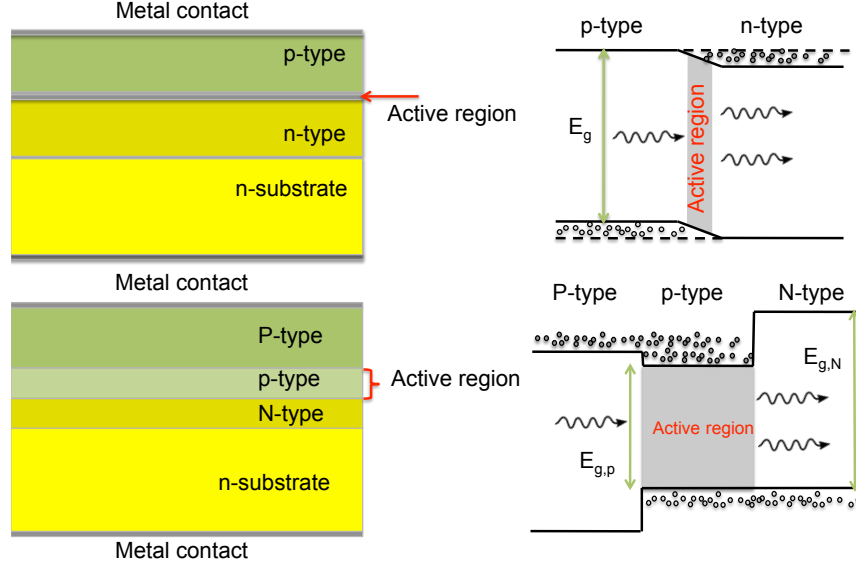 Metal contact
p-type
Active region
n-type
n-substrate
Metal contact
P-type
p-type
Active region
N-type
n-substrate
Metal contact
p-type
n-type
Eg
Active region
P-type
p-type
N-type
Eg,N
Active region
Eg,p